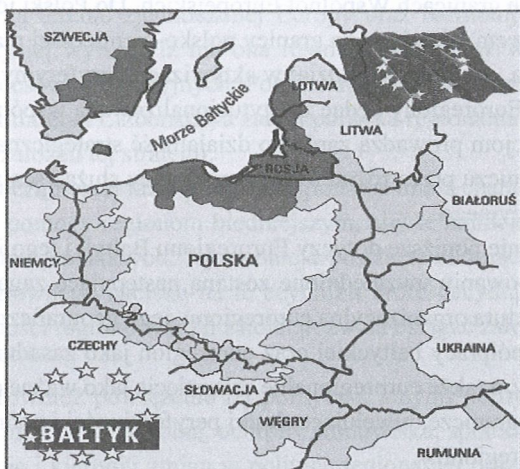 SZWECJA
Morze Bałtyckie
ŁOTWA
LITWA
ROSJA
BIAŁORUŚ
NIEMCY
POLSKA
CZECHY
UKRAINA
SŁOWACJA
WĘGRY
BAŁTYK
RUMUNIA